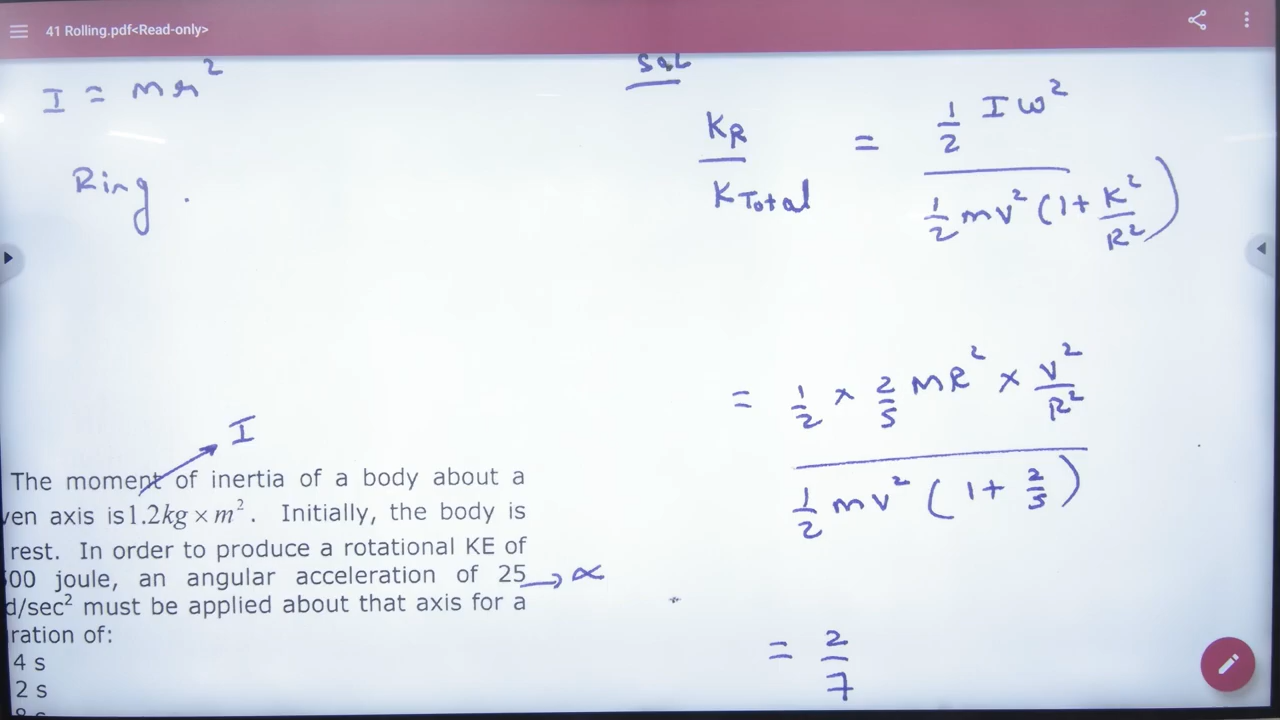 41 Rolling.pdf<Read-only>
I = mr²
Ring .
Sol
K_R / K_Total = ½ I ω² / ½ mv² (1 + K²/R²)
= ½ × 2/5 MR² × V²/R² / ½ mv² (1 + 2/5)
= 2/7
I
The moment of inertia of a body about a
ven axis is 1.2kg × m². Initially, the body is
rest. In order to produce a rotational KE of
00 joule, an angular acceleration of 25 → α
d/sec² must be applied about that axis for a
ration of:
4 s
2 s